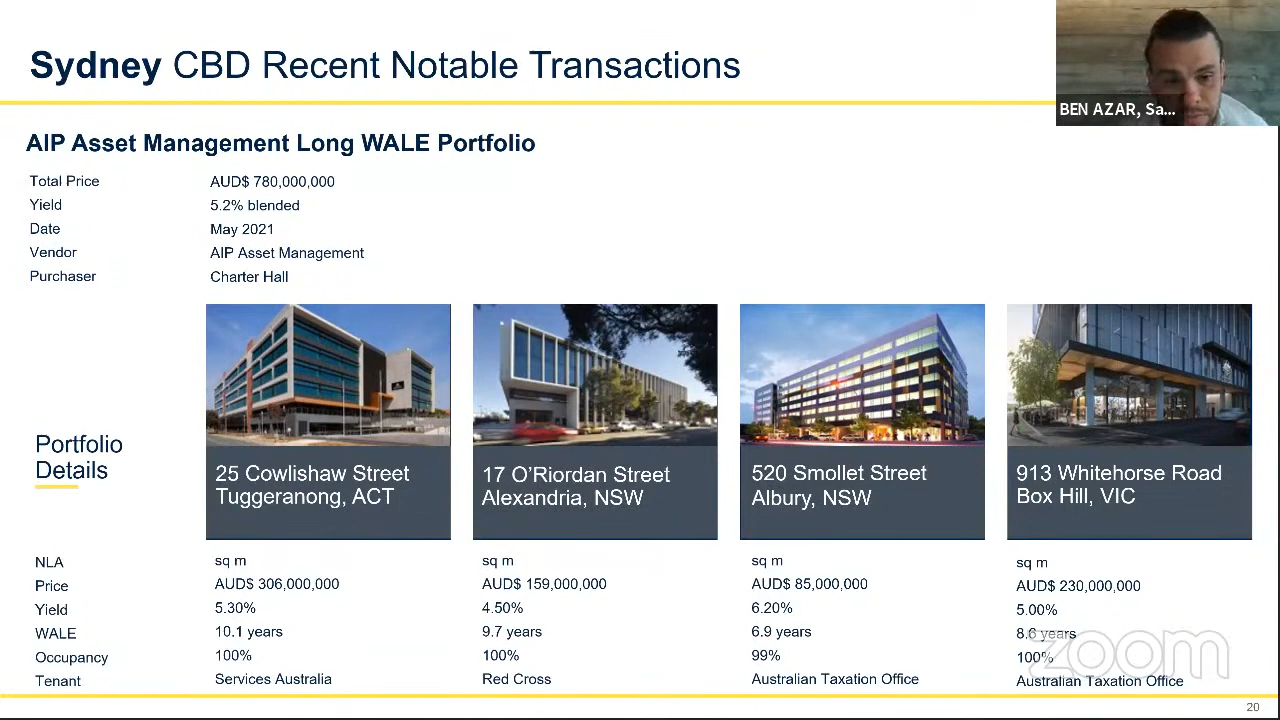 Sydney CBD Recent Notable Transactions
BEN AZAR, Sa...
AIP Asset Management Long WALE Portfolio
Total Price AUD$ 780,000,000
Yield 5.2% blended
Date May 2021
Vendor AIP Asset Management
Purchaser Charter Hall
Portfolio
Details
25 Cowlishaw Street
Tuggeranong, ACT
17 O'Riordan Street
Alexandria, NSW
520 Smollet Street
Albury, NSW
913 Whitehorse Road
Box Hill, VIC
NLA sq m sq m sq m sq m
Price AUD$ 306,000,000 AUD$ 159,000,000 AUD$ 85,000,000 AUD$ 230,000,000
Yield 5.30% 4.50% 6.20% 5.00%
WALE 10.1 years 9.7 years 6.9 years 8.6 years
Occupancy 100% 100% 99% 100%
Tenant Services Australia Red Cross Australian Taxation Office Australian Taxation Office
zoom
20